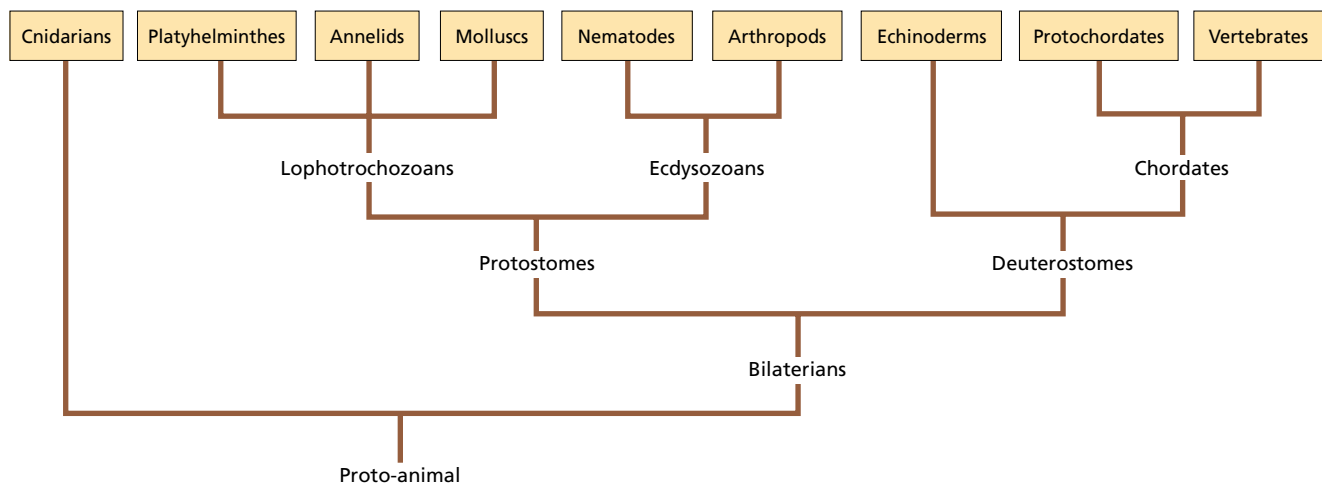 Cnidarians
Platyhelminthes
Annelids
Molluscs
Nematodes
Arthropods
Echinoderms
Protochordates
Vertebrates
Lophotrochozoans
Ecdysozoans
Chordates
Protostomes
Deuterostomes
Bilaterians
Proto-animal